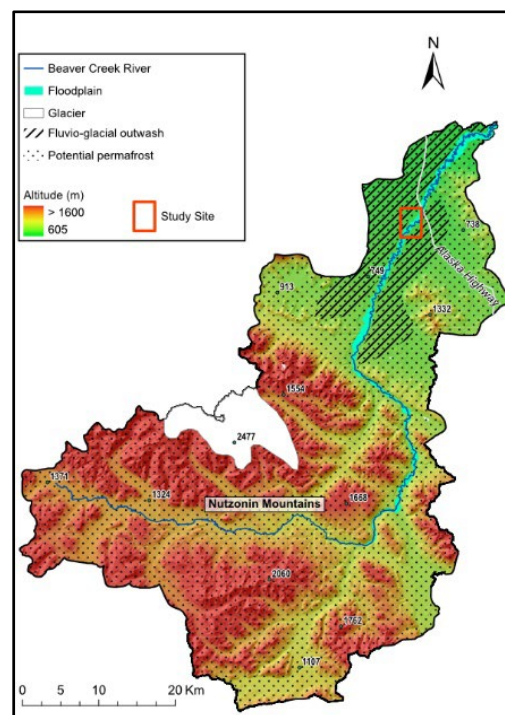 N
Beaver Creek River
Floodplain
Glacier
Fluvio-glacial outwash
Potential permafrost
Altitude (m)
> 1600
605
Study Site
738
Alaska Highway
749
913
1332
1554
2477
1371
1324
1668
Nutzonin Mountains
2060
1762
1107
0 5 10 20 Km